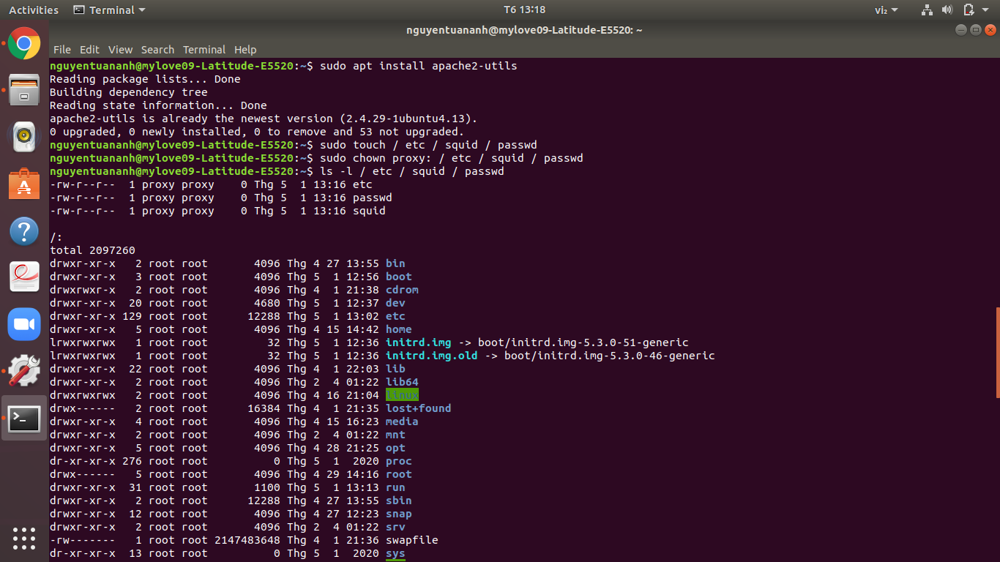 Activities Terminal T6 13:18 vi₂
nguyentuananh@mylove09-Latitude-E5520: ~
File Edit View Search Terminal Help
nguyentuananh@mylove09-Latitude-E5520:~$ sudo apt install apache2-utils
Reading package lists... Done
Building dependency tree
Reading state information... Done
apache2-utils is already the newest version (2.4.29-1ubuntu4.13).
0 upgraded, 0 newly installed, 0 to remove and 53 not upgraded.
nguyentuananh@mylove09-Latitude-E5520:~$ sudo touch / etc / squid / passwd
nguyentuananh@mylove09-Latitude-E5520:~$ sudo chown proxy: / etc / squid / passwd
nguyentuananh@mylove09-Latitude-E5520:~$ ls -l / etc / squid / passwd
-rw-r--r-- 1 proxy proxy 0 Thg 5 1 13:16 etc
-rw-r--r-- 1 proxy proxy 0 Thg 5 1 13:16 passwd
-rw-r--r-- 1 proxy proxy 0 Thg 5 1 13:16 squid
/:
total 2097260
drwxr-xr-x 2 root root 4096 Thg 4 27 13:55 bin
drwxr-xr-x 3 root root 4096 Thg 5 1 12:56 boot
drwxrwxr-x 2 root root 4096 Thg 4 1 21:38 cdrom
drwxr-xr-x 20 root root 4680 Thg 5 1 12:37 dev
drwxr-xr-x 129 root root 12288 Thg 5 1 13:02 etc
drwxr-xr-x 5 root root 4096 Thg 4 15 14:42 home
lrwxrwxrwx 1 root root 32 Thg 5 1 12:36 initrd.img -> boot/initrd.img-5.3.0-51-generic
lrwxrwxrwx 1 root root 32 Thg 5 1 12:36 initrd.img.old -> boot/initrd.img-5.3.0-46-generic
drwxr-xr-x 22 root root 4096 Thg 4 1 22:03 lib
drwxr-xr-x 2 root root 4096 Thg 2 4 01:22 lib64
drwxrwxrwx 2 root root 4096 Thg 4 16 21:04 linux
drwx------ 2 root root 16384 Thg 4 1 21:35 lost+found
drwxr-xr-x 4 root root 4096 Thg 4 15 16:23 media
drwxr-xr-x 2 root root 4096 Thg 2 4 01:22 mnt
drwxr-xr-x 5 root root 4096 Thg 4 28 21:25 opt
dr-xr-xr-x 276 root root 0 Thg 5 1 2020 proc
drwx------ 5 root root 4096 Thg 4 29 14:16 root
drwxr-xr-x 31 root root 1100 Thg 5 1 13:13 run
drwxr-xr-x 2 root root 12288 Thg 4 27 13:55 sbin
drwxr-xr-x 12 root root 4096 Thg 4 27 12:23 snap
drwxr-xr-x 2 root root 4096 Thg 2 4 01:22 srv
-rw------- 1 root root 2147483648 Thg 4 1 21:36 swapfile
dr-xr-xr-x 13 root root 0 Thg 5 1 2020 sys